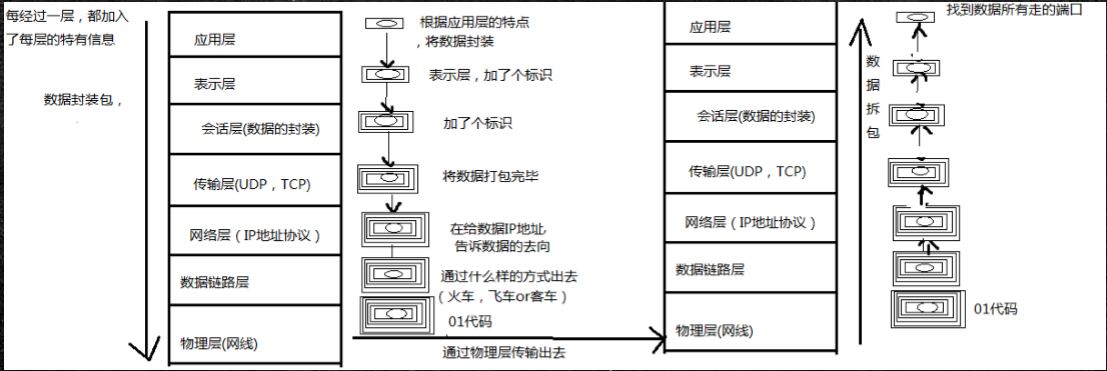 每经过一层，都加入
了每层的特有信息
数据封装包，
应用层
表示层
会话层(数据的封装)
传输层(UDP，TCP)
网络层（IP地址协议）
数据链路层
物理层(网线)
根据应用层的特点
，将数据封装
表示层，加了个标识
加了个标识
将数据打包完毕
在给数据IP地址,
告诉数据的去向
通过什么样的方式出去
（火车，飞车or客车）
01代码
通过物理层传输出去
应用层
表示层
会话层(数据的封装)
传输层(UDP，TCP)
网络层（IP地址协议）
数据链路层
物理层(网线)
数
据
拆
包
找到数据所有走的端口
01代码